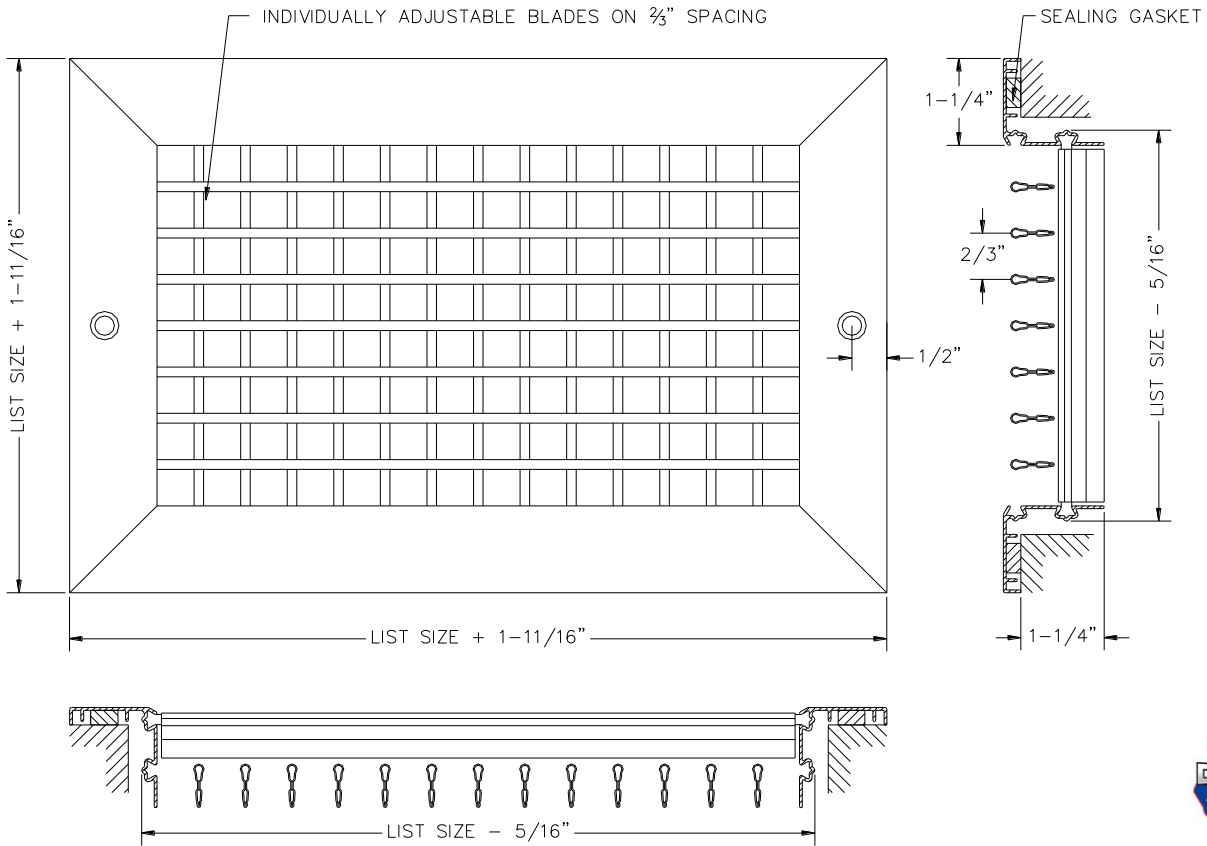 INDIVIDUALLY ADJUSTABLE BLADES ON ⅔" SPACING
SEALING GASKET
1-1/4"
LIST SIZE + 1-11/16"
2/3"
LIST SIZE - 5/16"
1/2"
LIST SIZE + 1-11/16"
1-1/4"
LIST SIZE - 5/16"